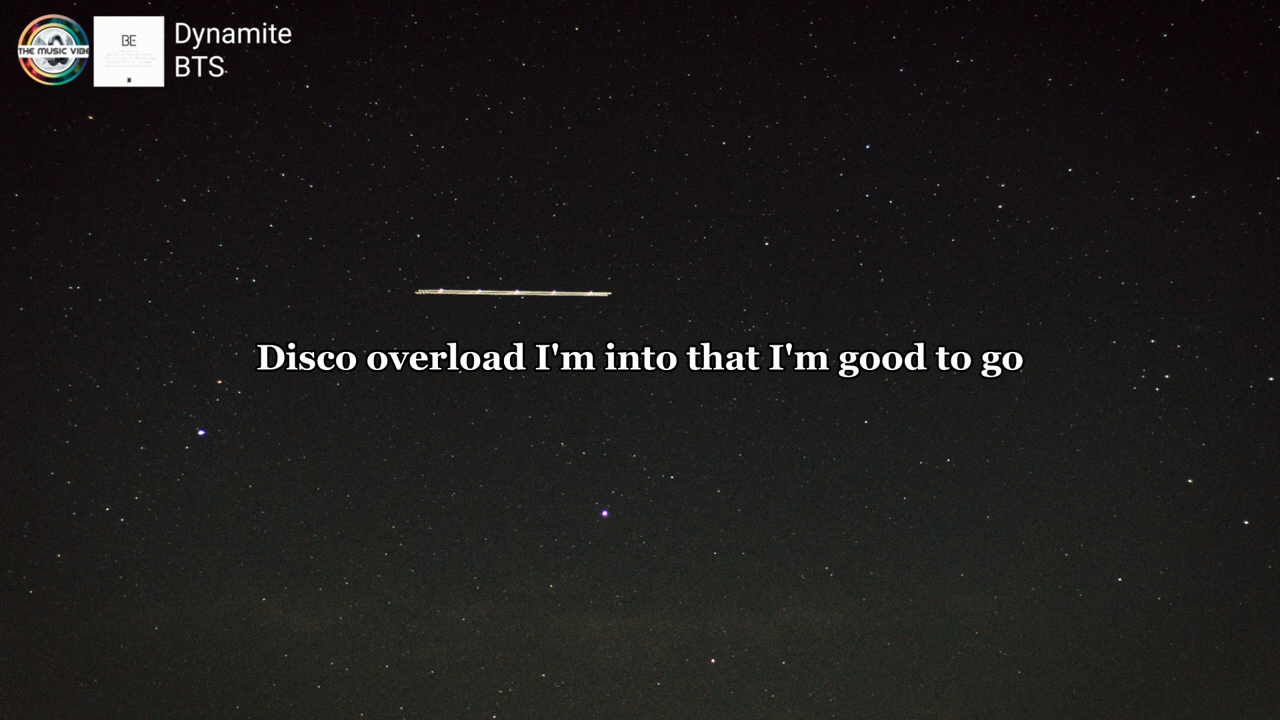 THE MUSIC VIBE
BE
Dynamite
BTS
Disco overload I'm into that I'm good to go